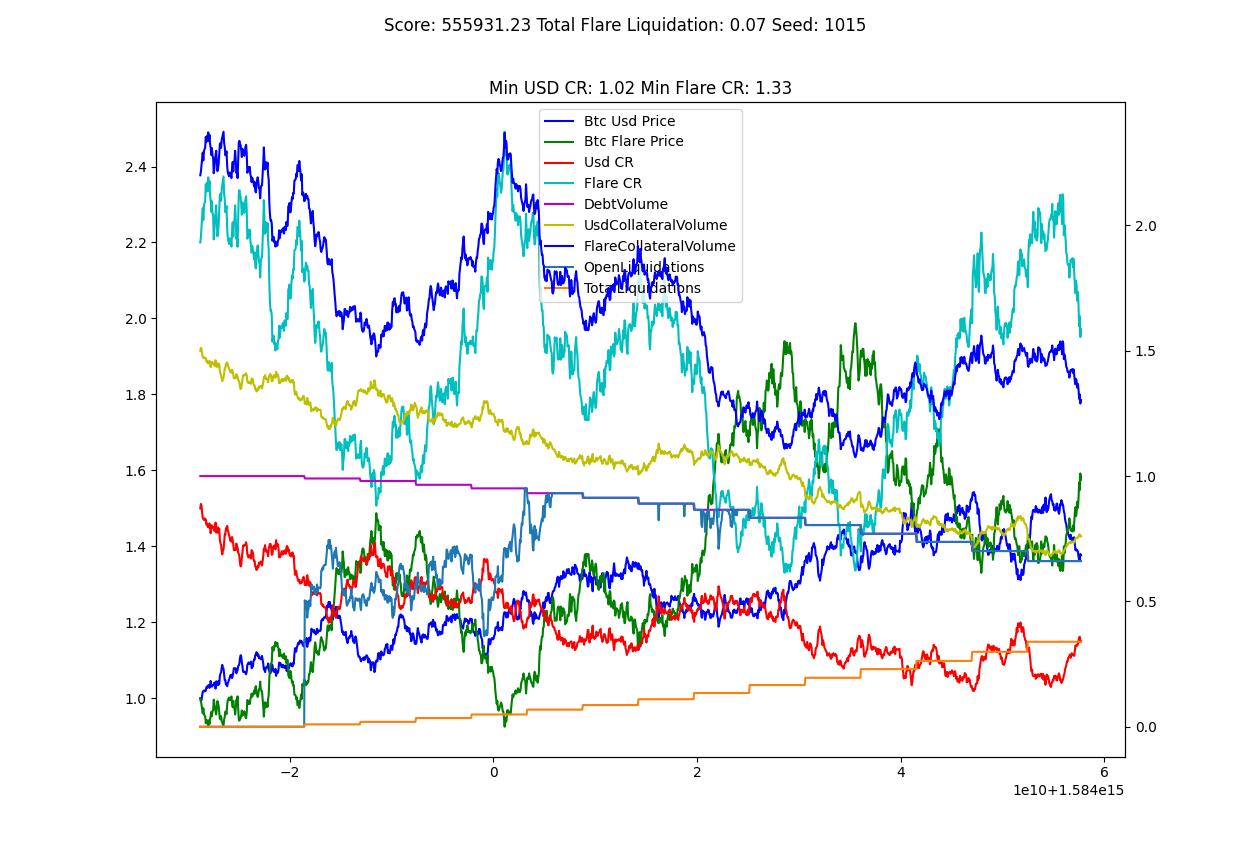 Score: 555931.23 Total Flare Liquidation: 0.07 Seed: 1015
Min USD CR: 1.02 Min Flare CR: 1.33
Btc Usd Price
Btc Flare Price
Usd CR
Flare CR
DebtVolume
UsdCollateralVolume
FlareCollateralVolume
OpenLiquidations
TotalLiquidations
2.4
2.2
2.0
1.8
1.6
1.4
1.2
1.0
2.0
1.5
1.0
0.5
0.0
−2
0
2
4
6
1e10+1.584e15